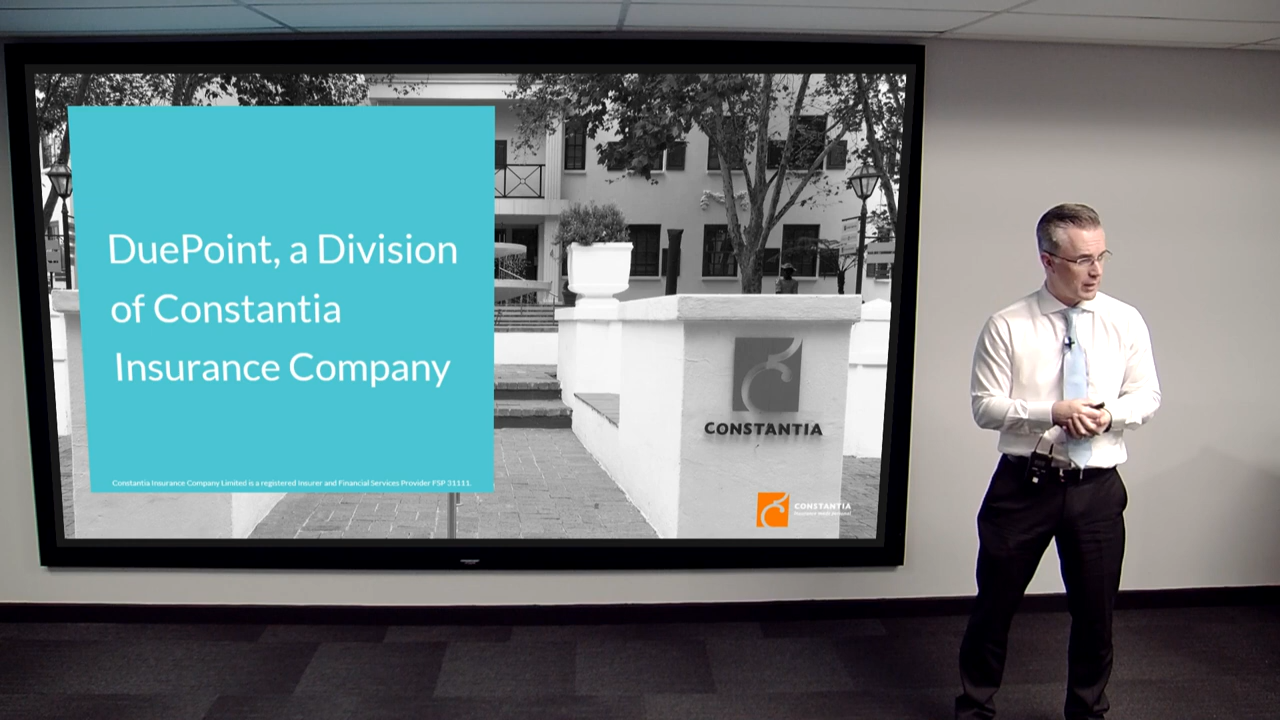 DuePoint, a Division
of Constantia
Insurance Company
Constantia Insurance Company Limited is a registered Insurer and Financial Services Provider FSP 31111.
CONSTANTIA
CONSTANTIA